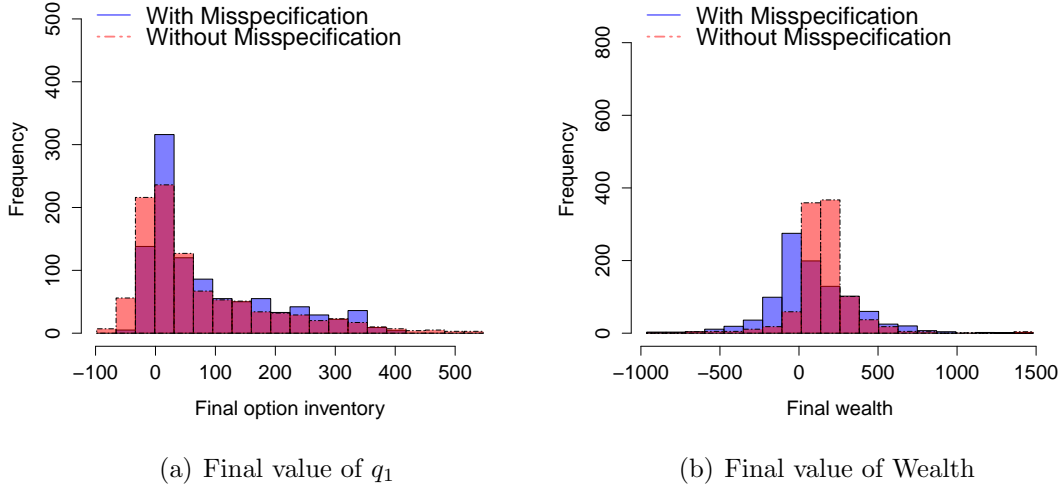 With Misspecification
Without Misspecification
Frequency
0 100 200 300 400 500
−100 0 100 200 300 400 500
Final option inventory
(a) Final value of q1
With Misspecification
Without Misspecification
Frequency
0 200 400 600 800
−1000 −500 0 500 1000 1500
Final wealth
(b) Final value of Wealth